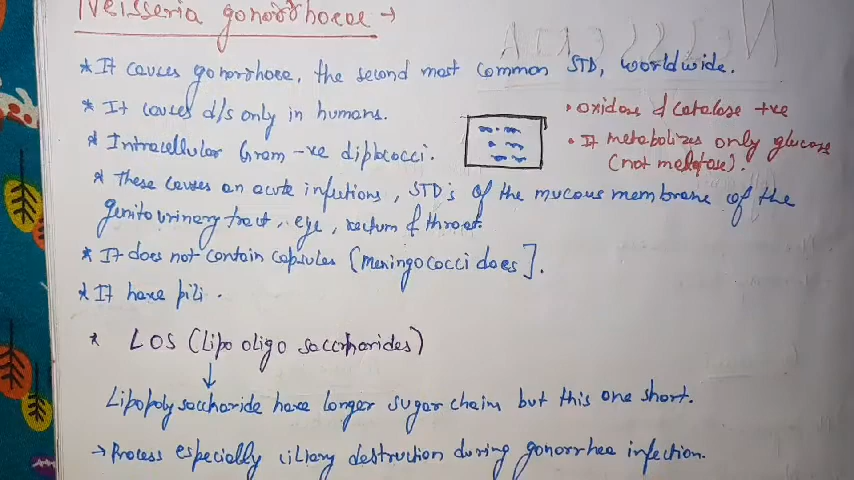 Neisseria gonorrhoeae →
* It causes gonorrhoea, the second most common STD, worldwide.
* It causes d/s only in humans.
• oxidase & Catalase +ve
* Intracellular Gram -ve diplococci.
• It metabolizes only glucose
(not maltose).
* These causes an acute infections, STD's of the mucous membrane of the
genitourinary tract, eye, rectum & throat.
* It does not contain capsules [meningococci does].
* It have pili.
* LOS (Lipo oligo saccharides)
↓
Lipopolysaccharide have longer sugar chain but this one short.
→ Process especially ciliary destruction during gonorrhea infection.